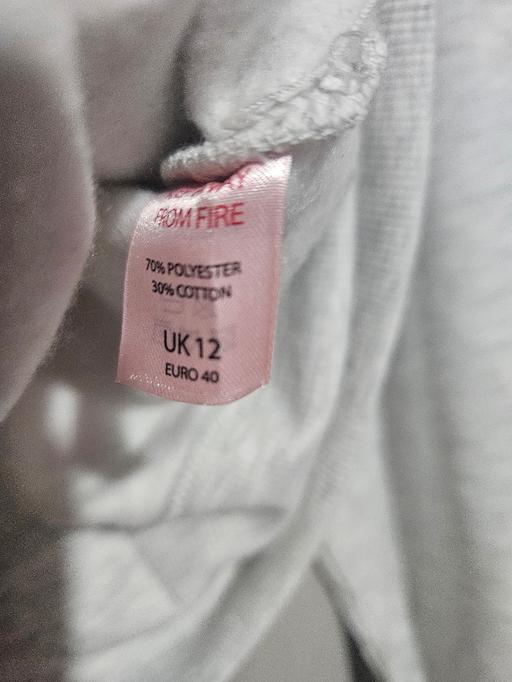 FROM FIRE
70% POLYESTER
30% COTTON
UK 12
EURO 40